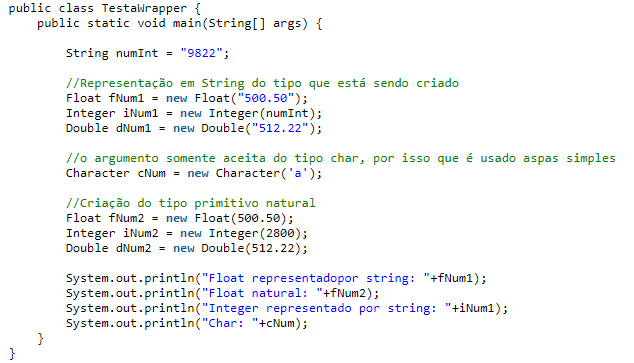 public class TestaWrapper {
public static void main(String[] args) {
String numInt = "9822";
//Representação em String do tipo que está sendo criado
Float fNum1 = new Float("500.50");
Integer iNum1 = new Integer(numInt);
Double dNum1 = new Double("512.22");
//o argumento somente aceita do tipo char, por isso que é usado aspas simples
Character cNum = new Character('a');
//Criação do tipo primitivo natural
Float fNum2 = new Float(500.50);
Integer iNum2 = new Integer(2800);
Double dNum2 = new Double(512.22);
System.out.println("Float representadopor string: "+fNum1);
System.out.println("Float natural: "+fNum2);
System.out.println("Integer representado por string: "+iNum1);
System.out.println("Char: "+cNum);
}
}